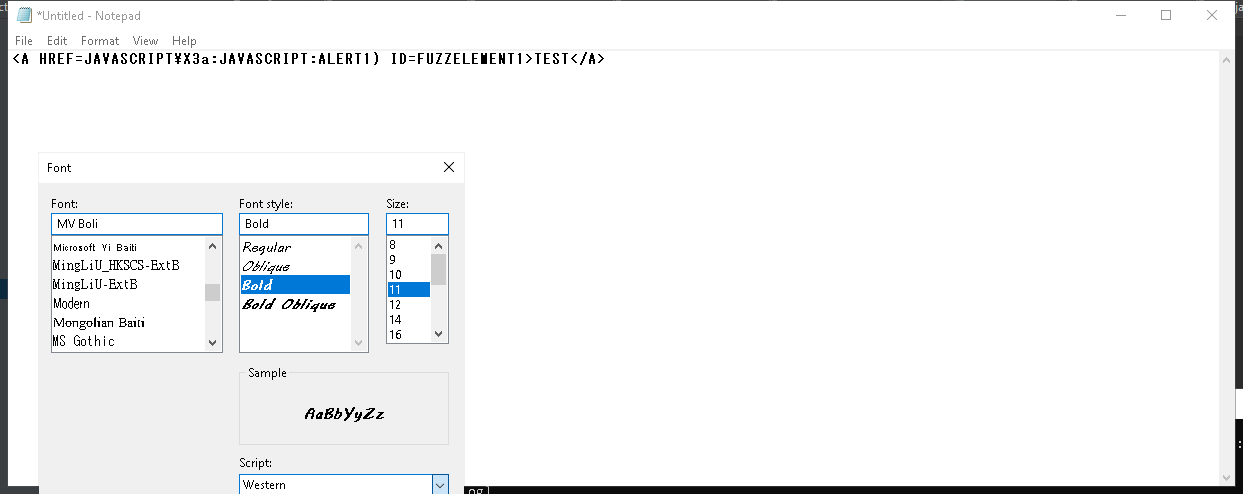 *Untitled - Notepad
File Edit Format View Help
<A HREF=JAVASCRIPT¥X3a:JAVASCRIPT:ALERT1) ID=FUZZELEMENT1>TEST</A>
Font
Font: Font style: Size:
MV Boli Bold 11
Microsoft Yi Baiti Regular 8
MingLiU_HKSCS-ExtB Oblique 9
MingLiU-ExtB Bold 10
Modern Bold Oblique 11
Mongolian Baiti 12
MS Gothic 14
16
Sample
AaBbYyZz
Script:
Western